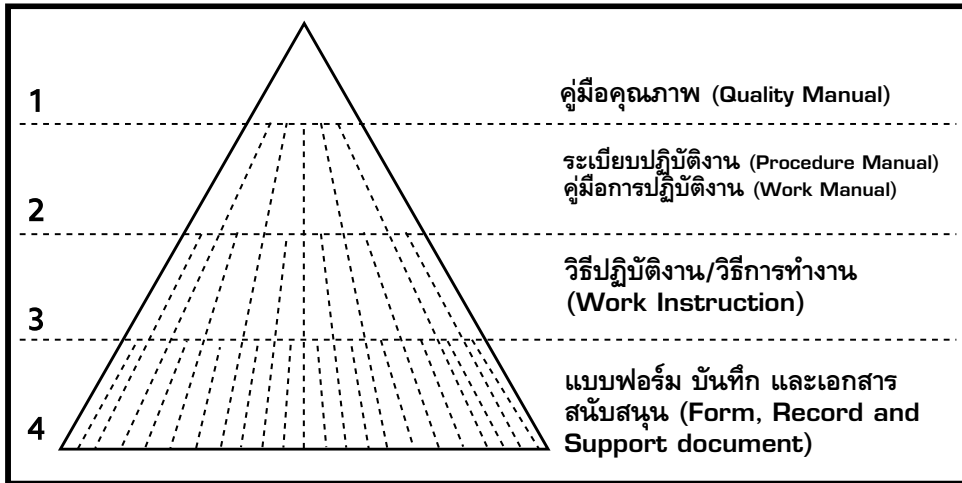 1
คู่มือคุณภาพ (Quality Manual)
ระเบียบปฏิบัติงาน (Procedure Manual)
คู่มือการปฏิบัติงาน (Work Manual)
2
วิธีปฏิบัติงาน/วิธีการทำงาน
(Work Instruction)
3
แบบฟอร์ม บันทึก และเอกสาร
สนับสนุน (Form, Record and
Support document)
4